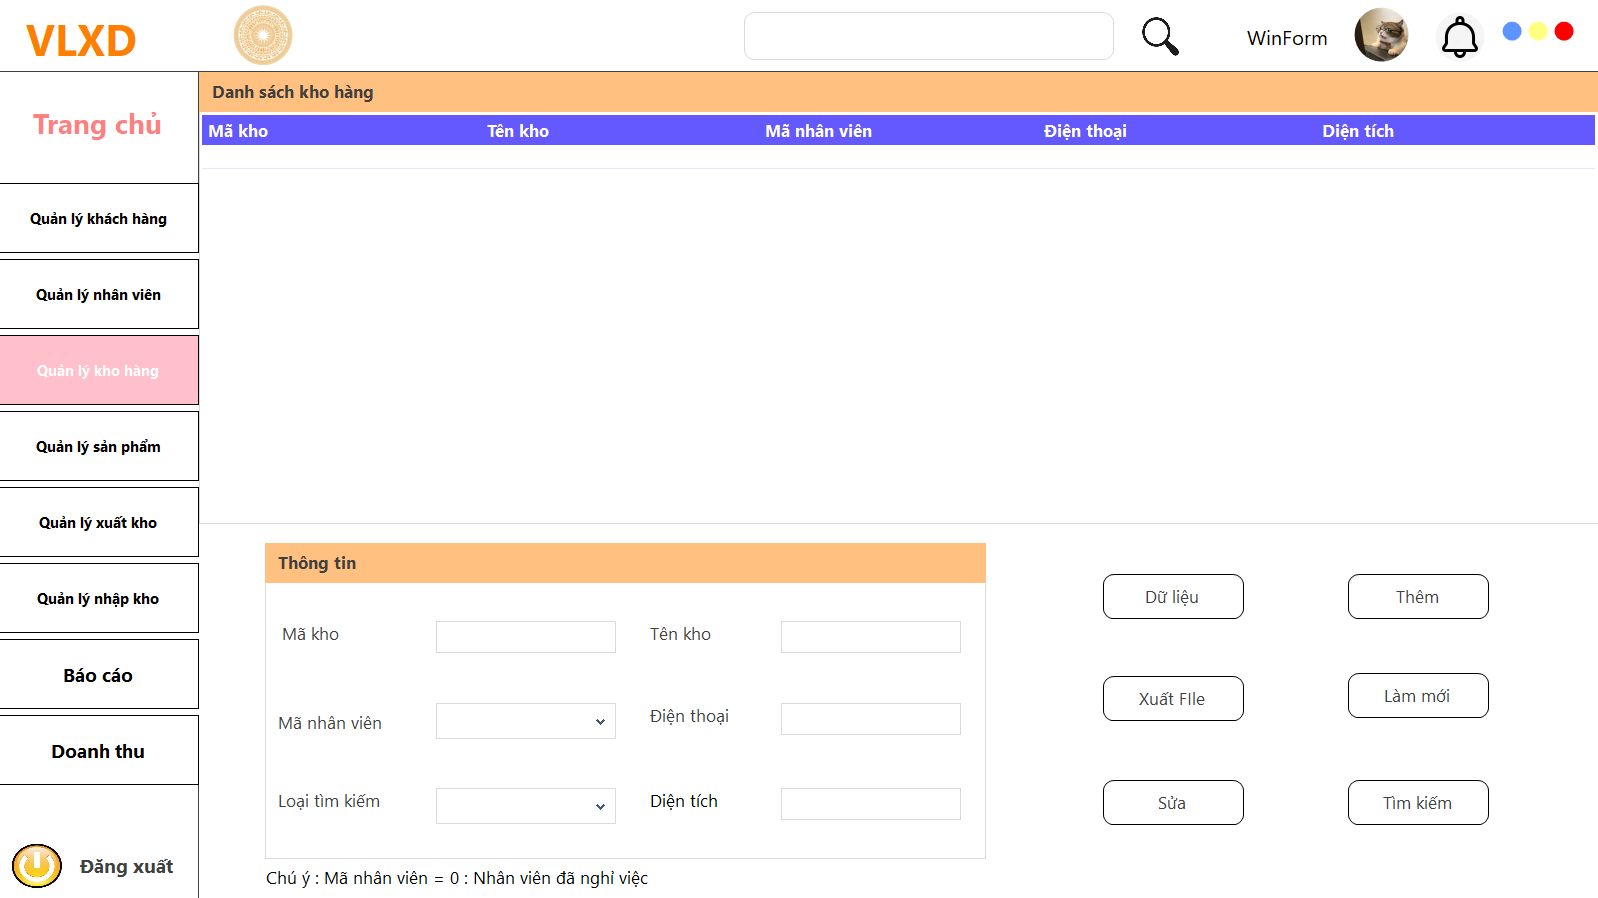 VLXD
WinForm
Trang chủ
Quản lý khách hàng
Quản lý nhân viên
Quản lý kho hàng
Quản lý sản phẩm
Quản lý xuất kho
Quản lý nhập kho
Báo cáo
Doanh thu
Đăng xuất
Danh sách kho hàng
Mã kho Tên kho Mã nhân viên Điện thoại Diện tích
Thông tin
Mã kho Tên kho
Mã nhân viên Điện thoại
Loại tìm kiếm Diện tích
Chú ý : Mã nhân viên = 0 : Nhân viên đã nghỉ việc
Dữ liệu Thêm
Xuất FIle Làm mới
Sửa Tìm kiếm